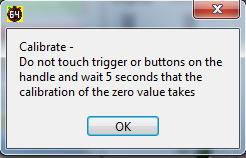 64
Calibrate -
Do not touch trigger or buttons on the
handle and wait 5 seconds that the
calibration of the zero value takes
OK